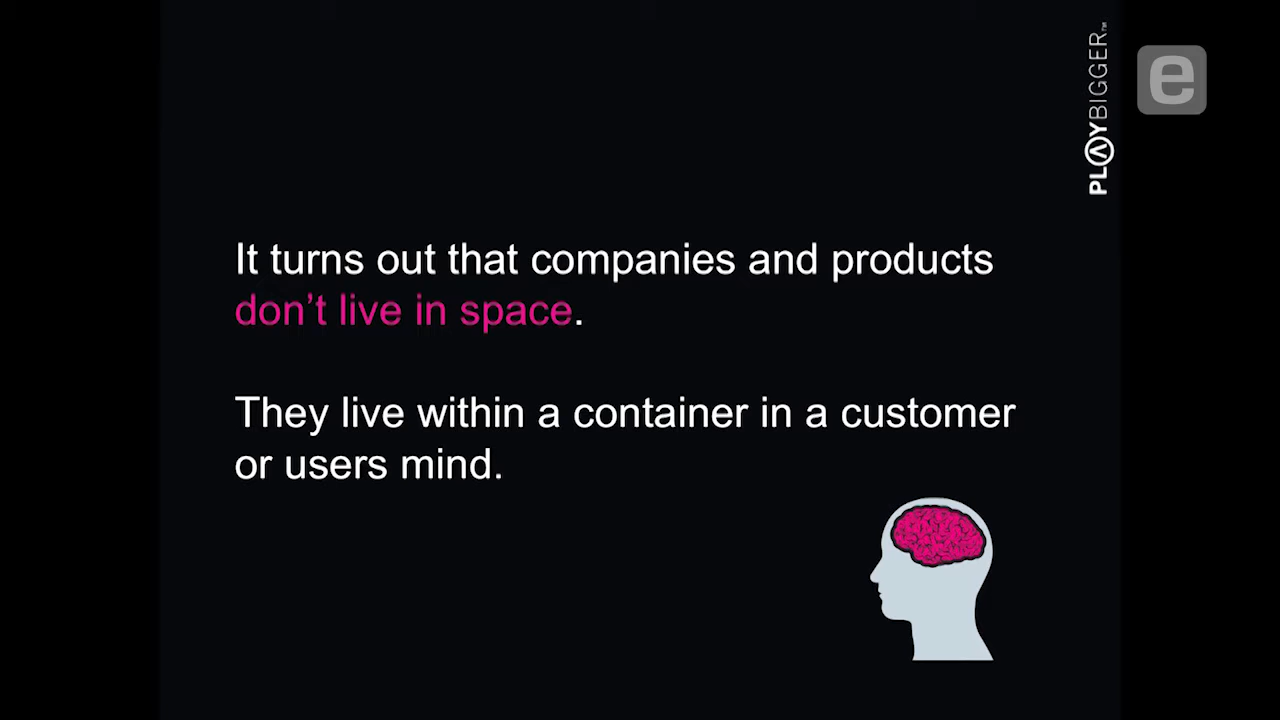 It turns out that companies and products
don't live in space.
They live within a container in a customer
or users mind.
PLAYBIGGER™
e